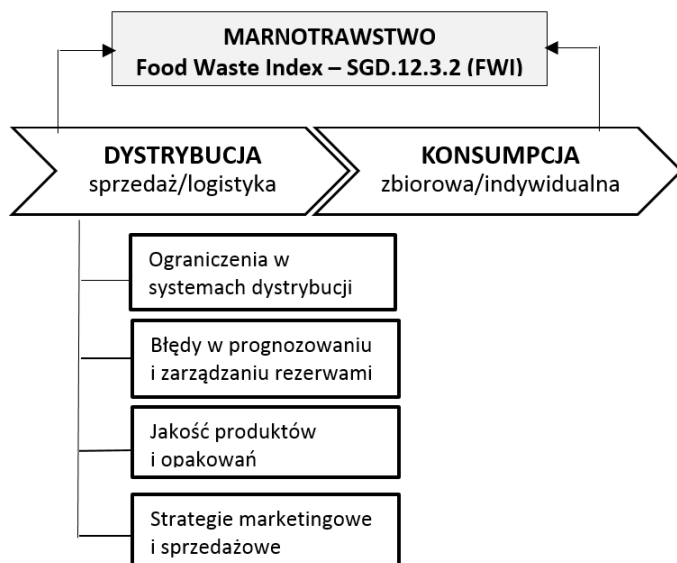 MARNOTRAWSTWO
Food Waste Index – SGD.12.3.2 (FWI)
DYSTRYBUCJA
sprzedaż/logistyka
KONSUMPCJA
zbiorowa/indywidualna
Ograniczenia w
systemach dystrybucji
Błędy w prognozowaniu
i zarządzaniu rezerwami
Jakość produktów
i opakowań
Strategie marketingowe
i sprzedażowe